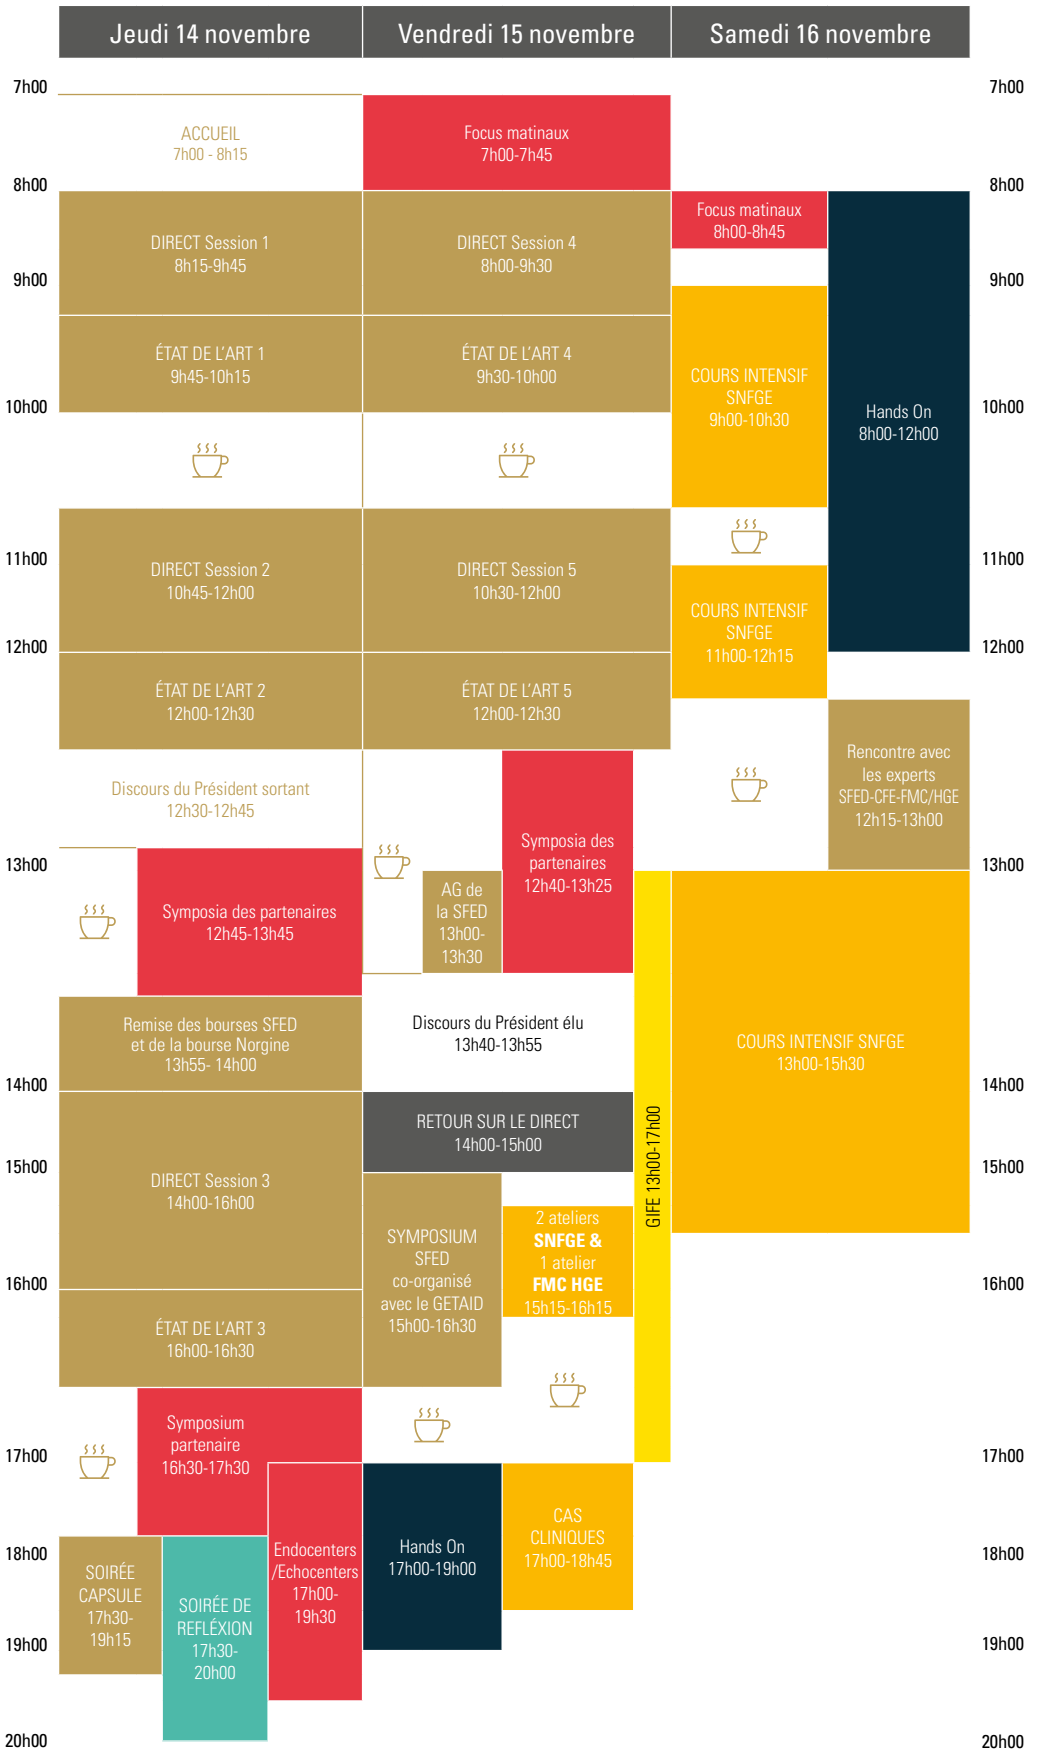 Jeudi 14 novembre
Vendredi 15 novembre
Samedi 16 novembre
7h00
8h00
9h00
10h00
11h00
12h00
13h00
14h00
15h00
16h00
17h00
18h00
19h00
20h00
ACCUEIL
7h00 - 8h15
DIRECT Session 1
8h15-9h45
ÉTAT DE L'ART 1
9h45-10h15
DIRECT Session 2
10h45-12h00
ÉTAT DE L'ART 2
12h00-12h30
Discours du Président sortant
12h30-12h45
Symposia des partenaires
12h45-13h45
Remise des bourses SFED
et de la bourse Norgine
13h55- 14h00
DIRECT Session 3
14h00-16h00
ÉTAT DE L'ART 3
16h00-16h30
Symposium
partenaire
16h30-17h30
Endocenters
/Echocenters
17h00-
19h30
SOIRÉE
CAPSULE
17h30-
19h15
SOIRÉE DE
REFLÉXION
17h30-
20h00
Focus matinaux
7h00-7h45
DIRECT Session 4
8h00-9h30
ÉTAT DE L'ART 4
9h30-10h00
DIRECT Session 5
10h30-12h00
ÉTAT DE L'ART 5
12h00-12h30
Symposia des
partenaires
12h40-13h25
AG de
la SFED
13h00-
13h30
Discours du Président élu
13h40-13h55
RETOUR SUR LE DIRECT
14h00-15h00
GIFE 13h00-17h00
SYMPOSIUM
SFED
co-organisé
avec le GETAID
15h00-16h30
2 ateliers
SNFGE &
1 atelier
FMC HGE
15h15-16h15
Hands On
17h00-19h00
CAS
CLINIQUES
17h00-18h45
Focus matinaux
8h00-8h45
COURS INTENSIF
SNFGE
9h00-10h30
Hands On
8h00-12h00
COURS INTENSIF
SNFGE
11h00-12h15
Rencontre avec
les experts
SFED-CFE-FMC/HGE
12h15-13h00
COURS INTENSIF SNFGE
13h00-15h30
7h00
8h00
9h00
10h00
11h00
12h00
13h00
14h00
15h00
16h00
17h00
18h00
19h00
20h00